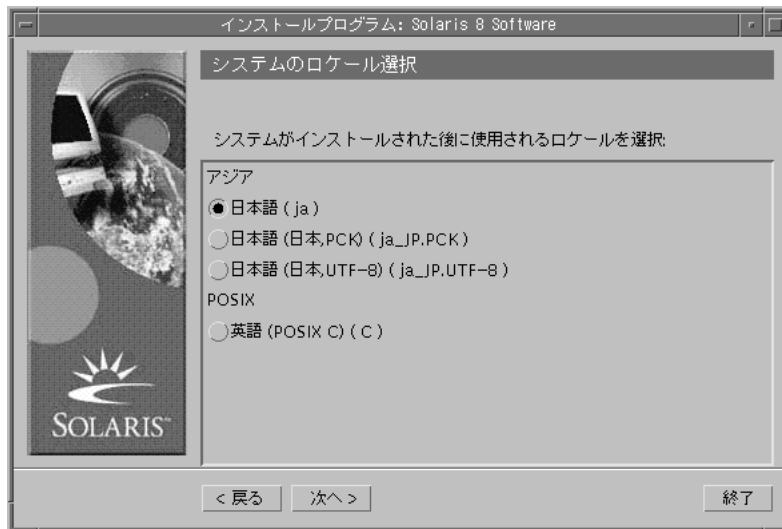 インストールプログラム: Solaris 8 Software
システムのロケール選択
システムがインストールされた後に使用されるロケールを選択:
アジア
日本語 ( ja )
日本語 (日本,PCK) ( ja_JP.PCK )
日本語 (日本,UTF-8) ( ja_JP.UTF-8 )
POSIX
英語 (POSIX C) ( C )
SOLARIS™
< 戻る
次へ >
終了